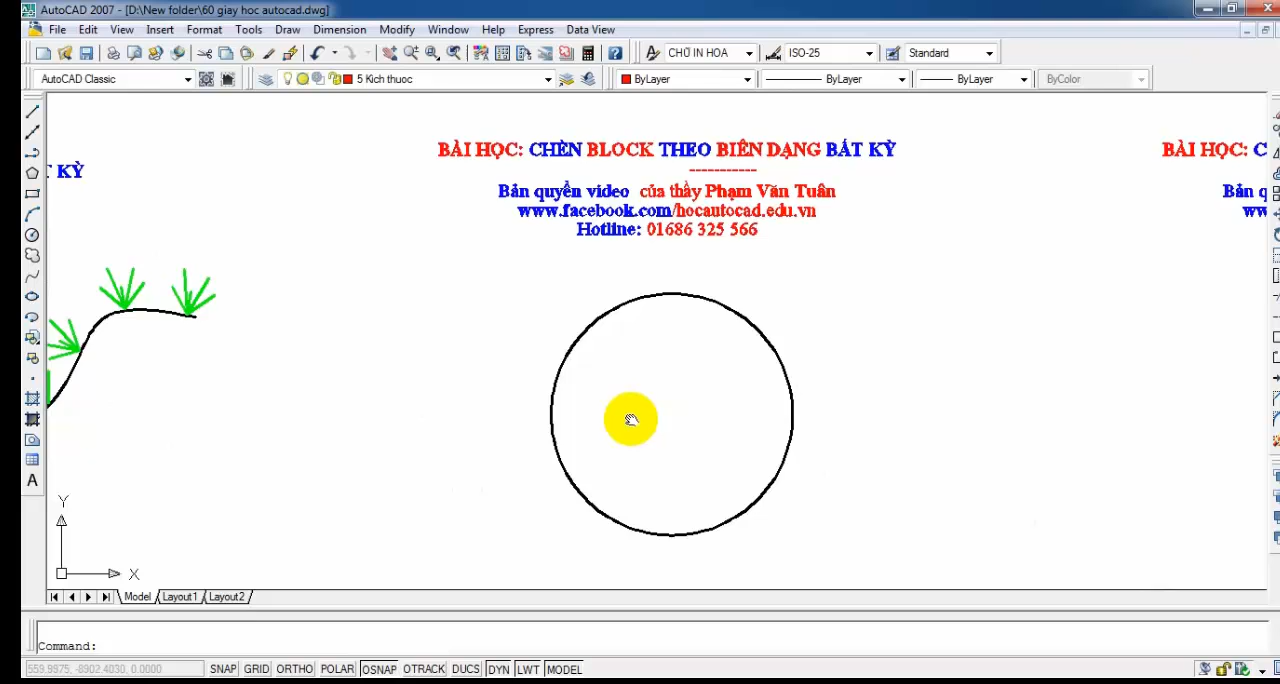 AutoCAD 2007 - [D:\New folder\60 giay hoc autocad.dwg]
File Edit View Insert Format Tools Draw Dimension Modify Window Help Express Data View
CHỮ IN HOA ISO-25 Standard
AutoCAD Classic 5 Kich thuoc ByLayer ByLayer ByLayer ByColor
BÀI HỌC: CHÈN BLOCK THEO BIÊN DẠNG BẤT KỲ
BÀI HỌC: C
T KỲ
-----------
Bản quyền video của thầy Phạm Văn Tuân
Bản q
www.facebook.com/hocautocad.edu.vn
ww
Hotline: 01686 325 566
Y
X
Model Layout1 Layout2
Command:
559.9975, -8902.4030, 0.0000 SNAP GRID ORTHO POLAR OSNAP OTRACK DUCS DYN LWT MODEL